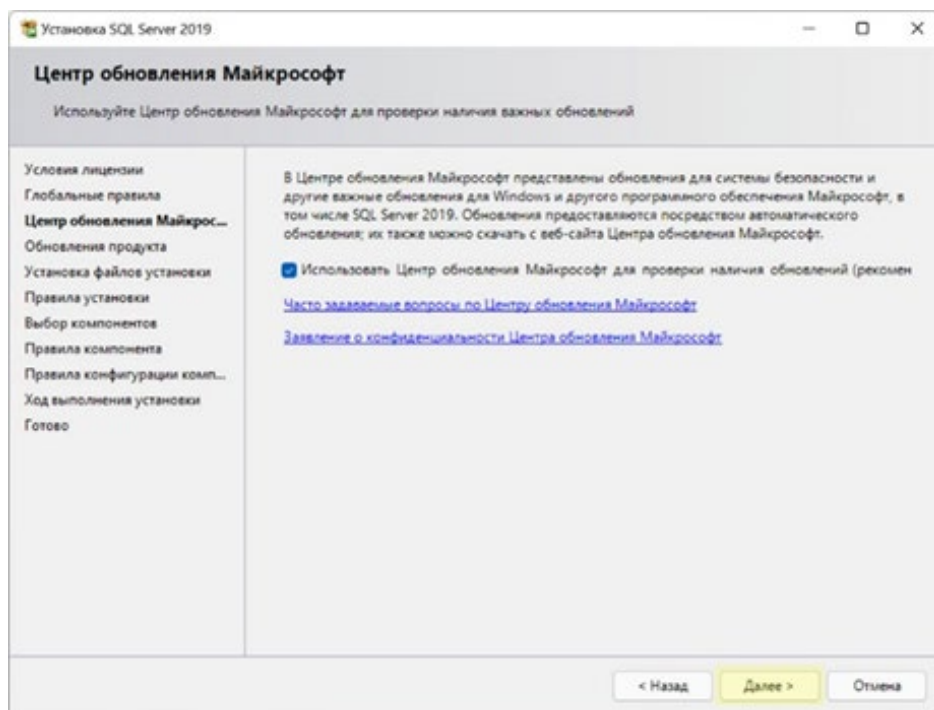 Установка SQL Server 2019
Центр обновления Майкрософт
Используйте Центр обновления Майкрософт для проверки наличия важных обновлений
Условия лицензии
Глобальные правила
Центр обновления Майкрос...
Обновления продукта
Установка файлов установки
Правила установки
Выбор компонентов
Правила компонента
Правила конфигурации комп...
Ход выполнения установки
Готово
В Центре обновления Майкрософт представлены обновления для системы безопасности и
другие важные обновления для Windows и другого программного обеспечения Майкрософт, в
том числе SQL Server 2019. Обновления предоставляются посредством автоматического
обновления; их также можно скачать с веб-сайта Центра обновления Майкрософт.
Использовать Центр обновления Майкрософт для проверки наличия обновлений (рекомен
Часто задаваемые вопросы по Центру обновления Майкрософт
Заявление о конфиденциальности Центра обновления Майкрософт
< Назад
Далее >
Отмена